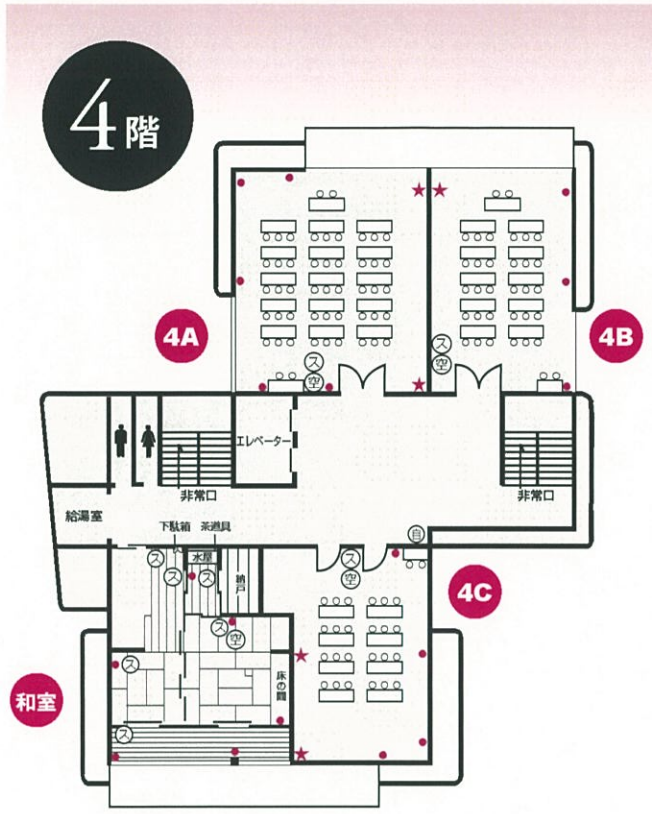 4階
4A
4B
ス
空
ス
空
エレベーター
非常口
非常口
給湯室
下駄箱
茶道具
自
水屋
ス
ス
ス
納戸
ス
空
4C
ス
空
ス
床の間
和室
ス